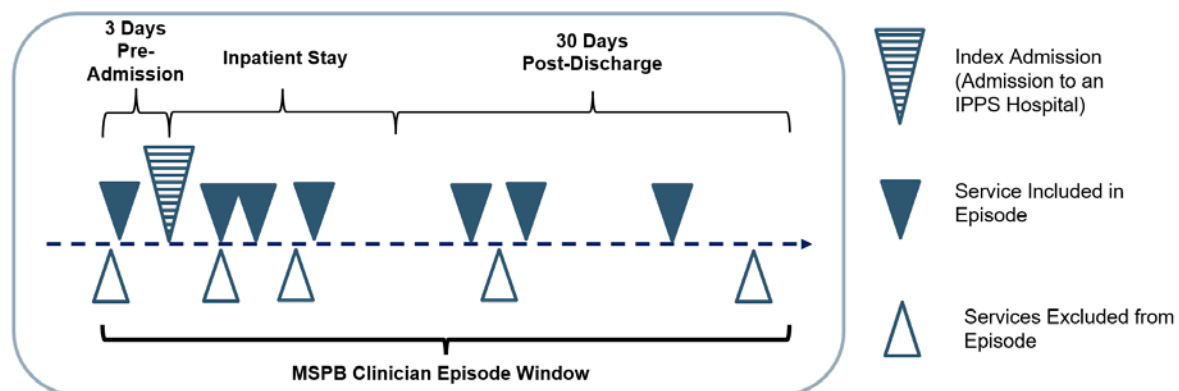 3 Days
Pre-
Admission
Inpatient Stay
30 Days
Post-Discharge
MSPB Clinician Episode Window
Index Admission
(Admission to an
IPPS Hospital)
Service Included in
Episode
Services Excluded from
Episode